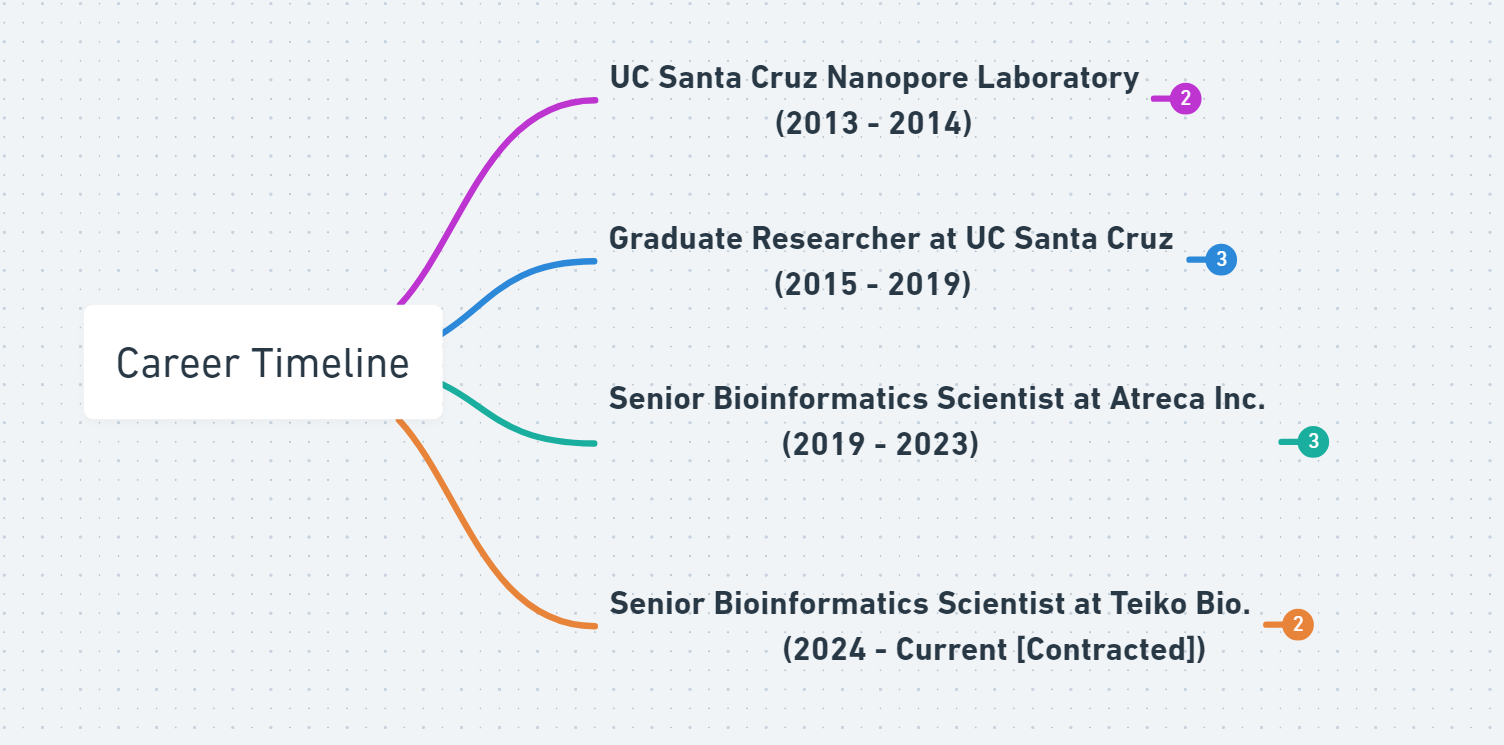 UC Santa Cruz Nanopore Laboratory
(2013 - 2014)
2
Graduate Researcher at UC Santa Cruz
(2015 - 2019)
3
Career Timeline
Senior Bioinformatics Scientist at Atreca Inc.
(2019 - 2023)
3
Senior Bioinformatics Scientist at Teiko Bio.
(2024 - Current [Contracted])
2